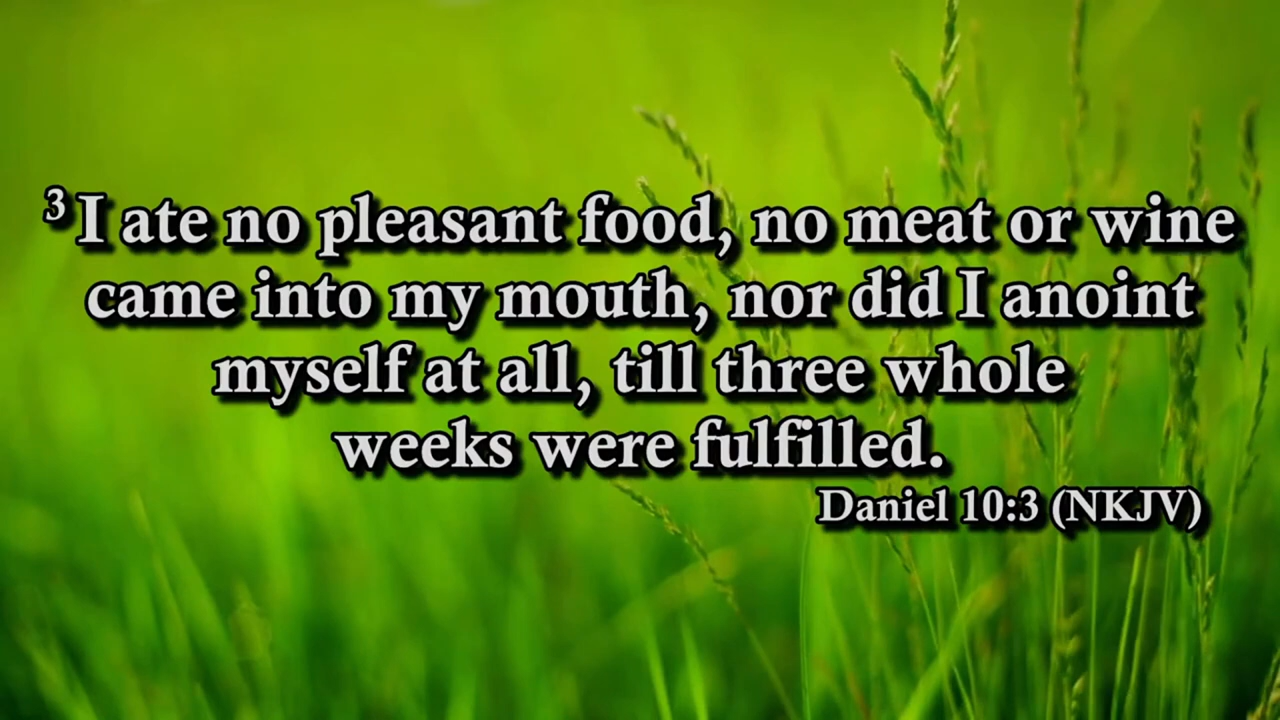 3 I ate no pleasant food, no meat or wine
came into my mouth, nor did I anoint
myself at all, till three whole
weeks were fulfilled.
Daniel 10:3 (NKJV)